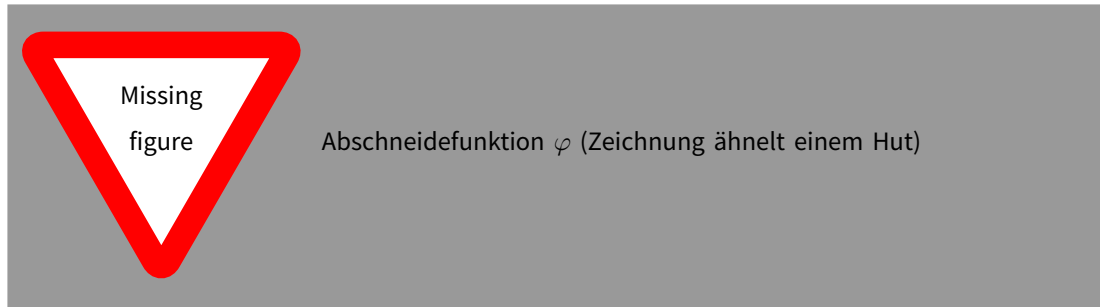 Missing
figure
Abschneidefunktion φ (Zeichnung ähnelt einem Hut)